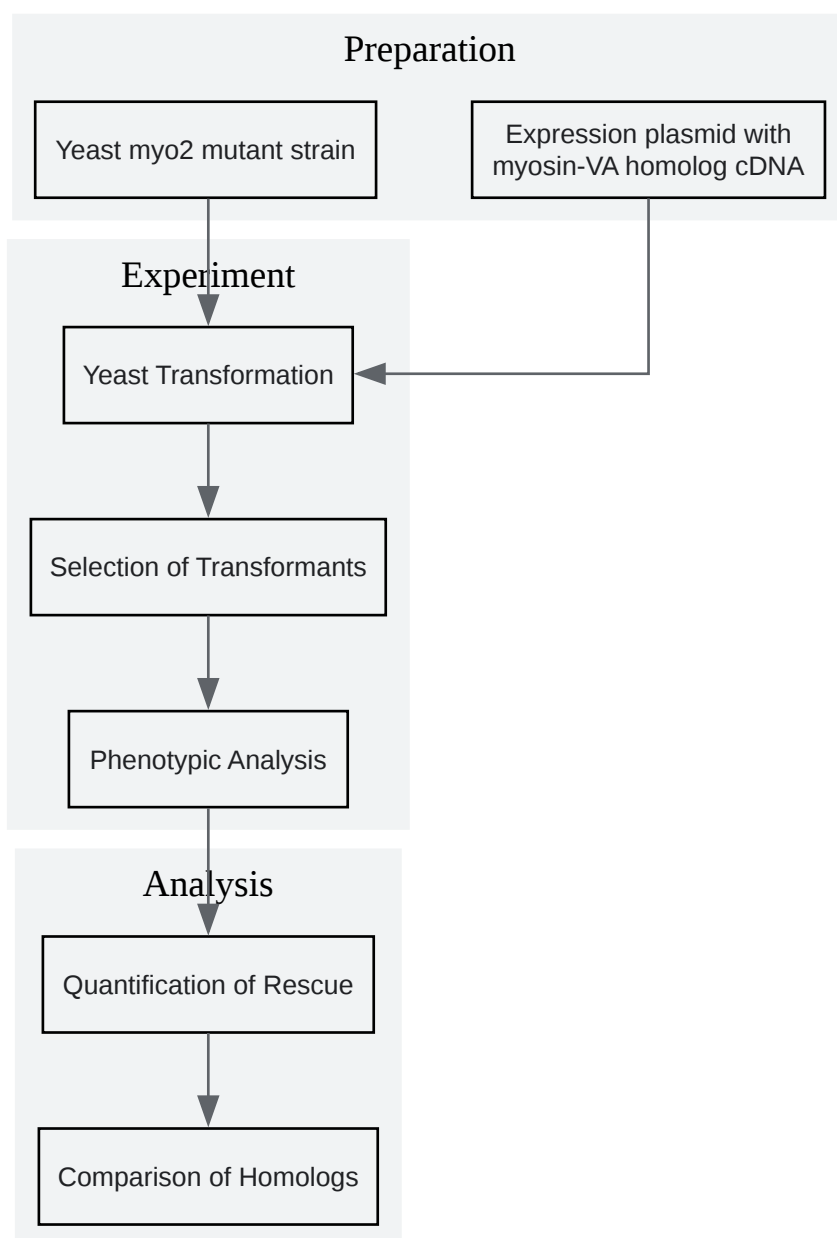 Preparation
Yeast myo2 mutant strain
Expression plasmid with
myosin-VA homolog cDNA
Experiment
Yeast Transformation
Selection of Transformants
Phenotypic Analysis
Analysis
Quantification of Rescue
Comparison of Homologs